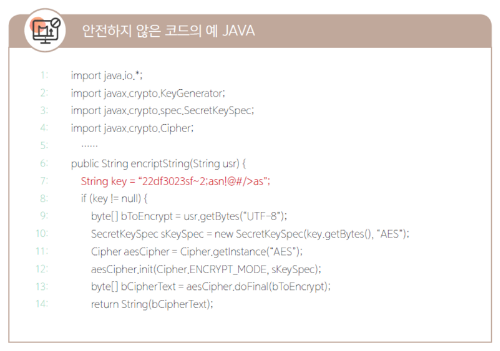 안전하지 않은 코드의 예 JAVA
1: import java.io.*;
2: import javax.crypto.KeyGenerator;
3: import javax.crypto.spec.SecretKeySpec;
4: import javax.crypto.Cipher;
5: ......
6: public String encriptString(String usr) {
7: String key = "22df3023sf~2;asn!@#/>as";
8: if (key != null) {
9: byte[] bToEncrypt = usr.getBytes("UTF-8");
10: SecretKeySpec sKeySpec = new SecretKeySpec(key.getBytes(), "AES");
11: Cipher aesCipher = Cipher.getInstance("AES");
12: aesCipher.init(Cipher.ENCRYPT_MODE, sKeySpec);
13: byte[] bCipherText = aesCipher.doFinal(bToEncrypt);
14: return String(bCipherText);